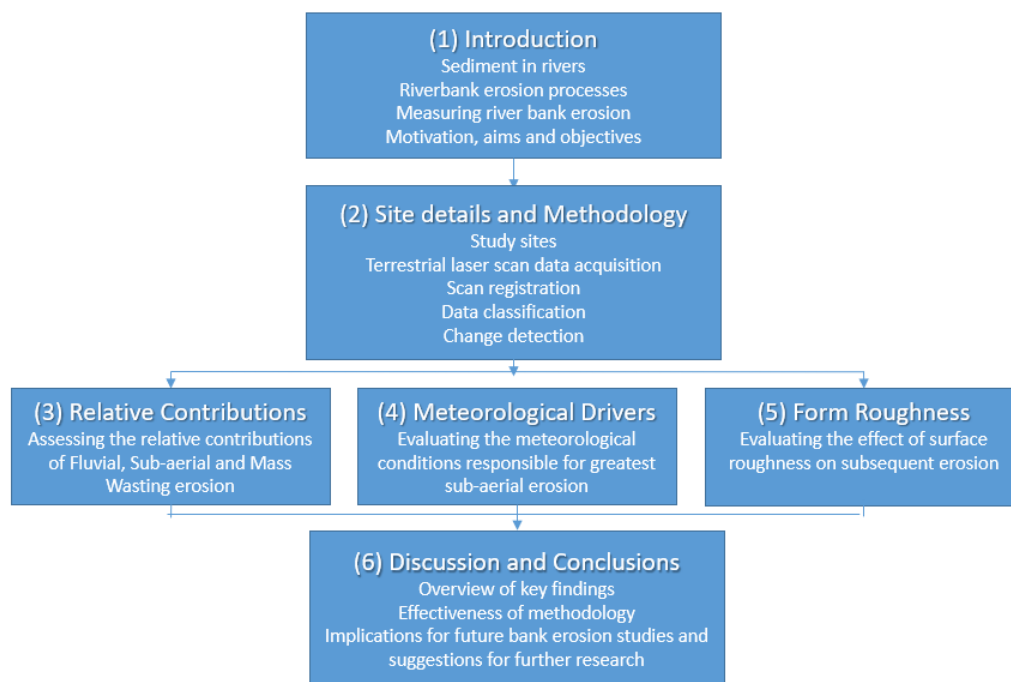 (1) Introduction
Sediment in rivers
Riverbank erosion processes
Measuring river bank erosion
Motivation, aims and objectives
(2) Site details and Methodology
Study sites
Terrestrial laser scan data acquisition
Scan registration
Data classification
Change detection
(3) Relative Contributions
Assessing the relative contributions
of Fluvial, Sub-aerial and Mass
Wasting erosion
(4) Meteorological Drivers
Evaluating the meteorological
conditions responsible for greatest
sub-aerial erosion
(5) Form Roughness
Evaluating the effect of surface
roughness on subsequent erosion
(6) Discussion and Conclusions
Overview of key findings
Effectiveness of methodology
Implications for future bank erosion studies and
suggestions for further research